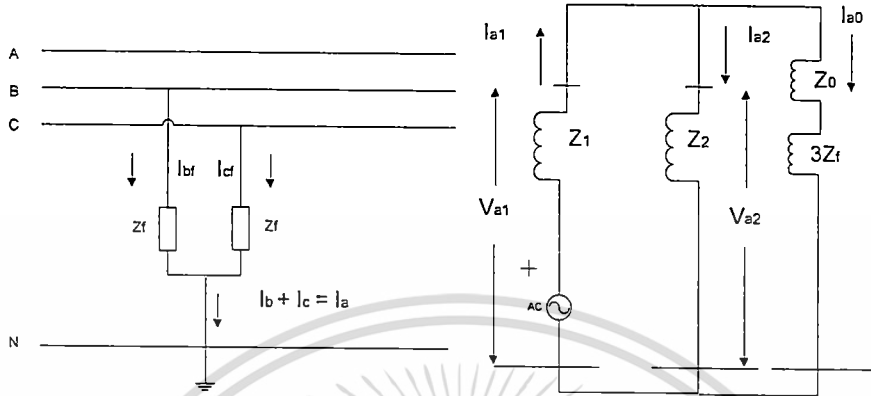 A
B
C
Ibf
Icf
Zf
Zf
Ib + Ic = Ia
N
Ia1
Ia2
Ia0
Z0
Z1
Z2
3Zf
Va1
Va2
+
AC